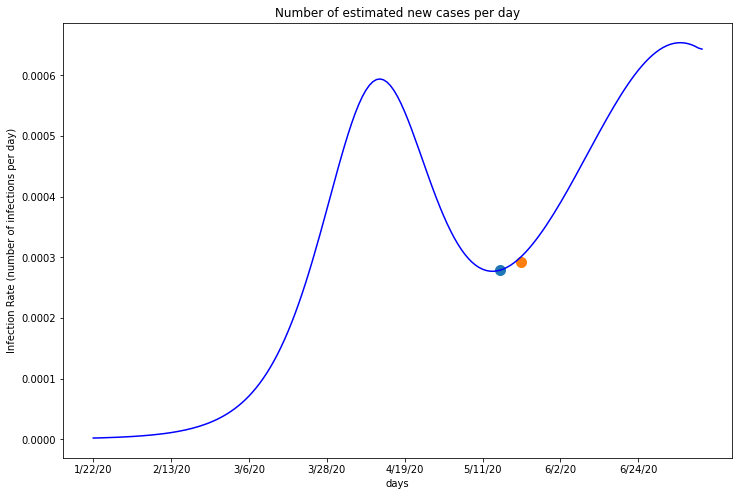 Number of estimated new cases per day
Infection Rate (number of infections per day)
0.0006
0.0005
0.0004
0.0003
0.0002
0.0001
0.0000
1/22/20 2/13/20 3/6/20 3/28/20 4/19/20 5/11/20 6/2/20 6/24/20
days